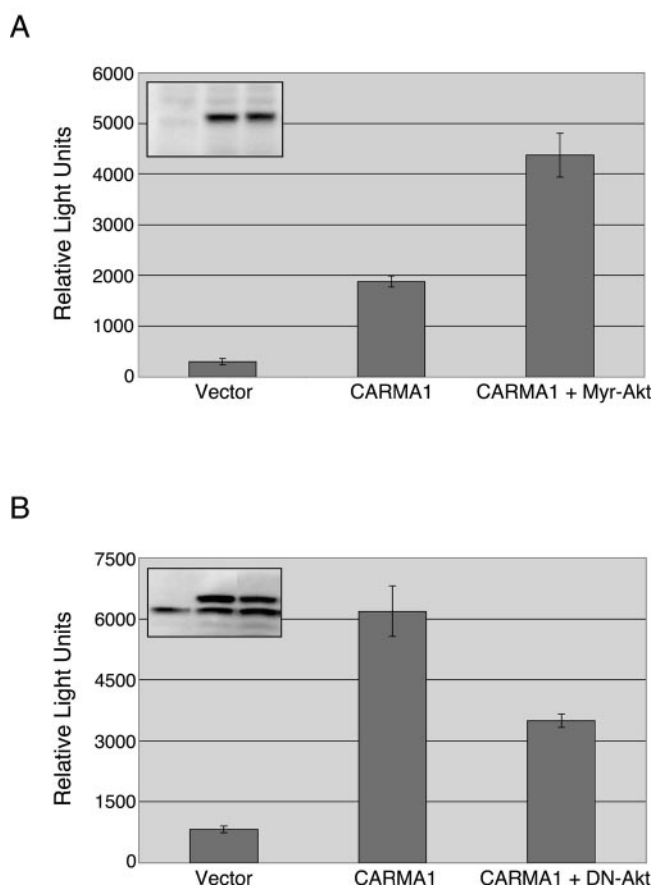 A
Relative Light Units
6000
5000
4000
3000
2000
1000
0
Vector CARMA1 CARMA1 + Myr-Akt
B
Relative Light Units
7500
6000
4500
3000
1500
0
Vector CARMA1 CARMA1 + DN-Akt